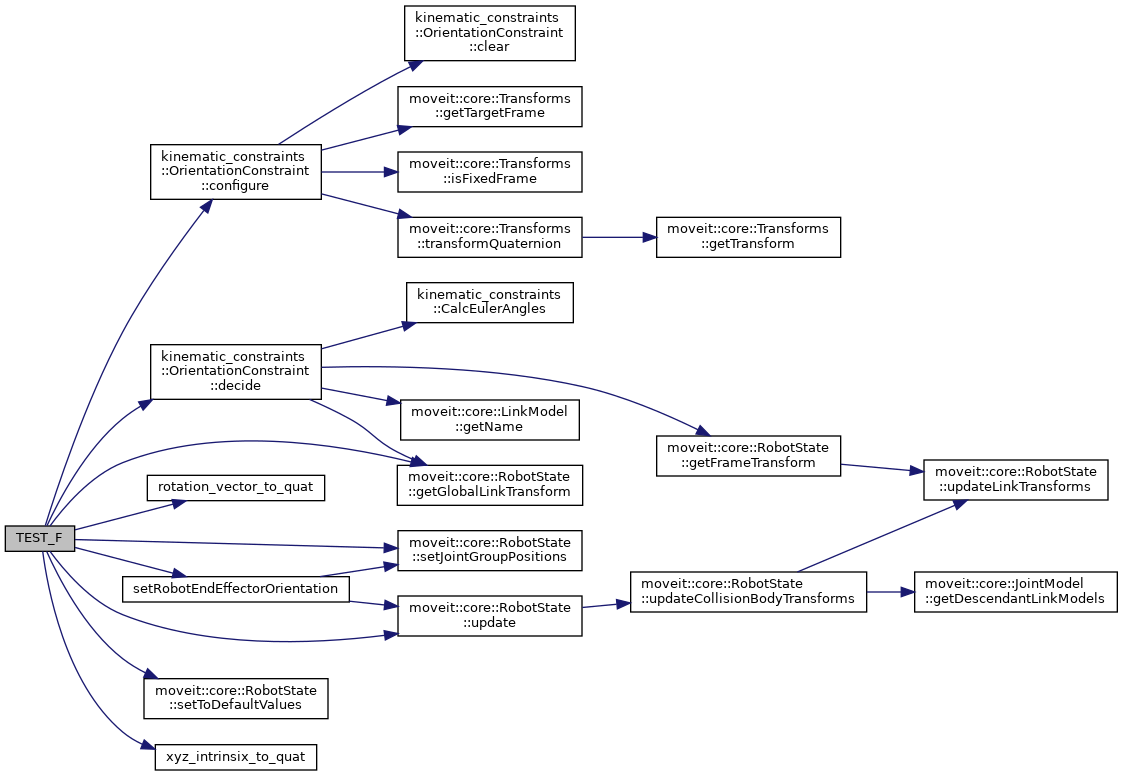 kinematic_constraints
::OrientationConstraint
::clear
moveit::core::Transforms
::getTargetFrame
kinematic_constraints
::OrientationConstraint
::configure
moveit::core::Transforms
::isFixedFrame
moveit::core::Transforms
::transformQuaternion
moveit::core::Transforms
::getTransform
kinematic_constraints
::CalcEulerAngles
kinematic_constraints
::OrientationConstraint
::decide
moveit::core::LinkModel
::getName
moveit::core::RobotState
::getFrameTransform
moveit::core::RobotState
::updateLinkTransforms
moveit::core::RobotState
::getGlobalLinkTransform
rotation_vector_to_quat
TEST_F
moveit::core::RobotState
::setJointGroupPositions
setRobotEndEffectorOrientation
moveit::core::RobotState
::update
moveit::core::RobotState
::updateCollisionBodyTransforms
moveit::core::JointModel
::getDescendantLinkModels
moveit::core::RobotState
::setToDefaultValues
xyz_intrinsix_to_quat